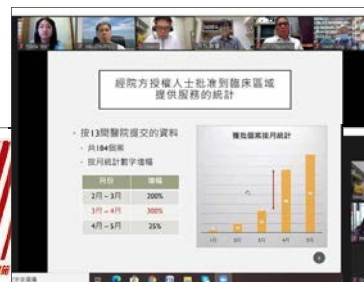 經院方授權人士批准到臨床區域
提供服務的統計
• 按13間醫院提交的資料
◦ 共184個案
◦ 按月統計數字增幅
月份 增幅
2月－3月 200%
3月－4月 300%
4月－5月 25%
獲批個案按月統計
1月 2月 3月 4月 5月